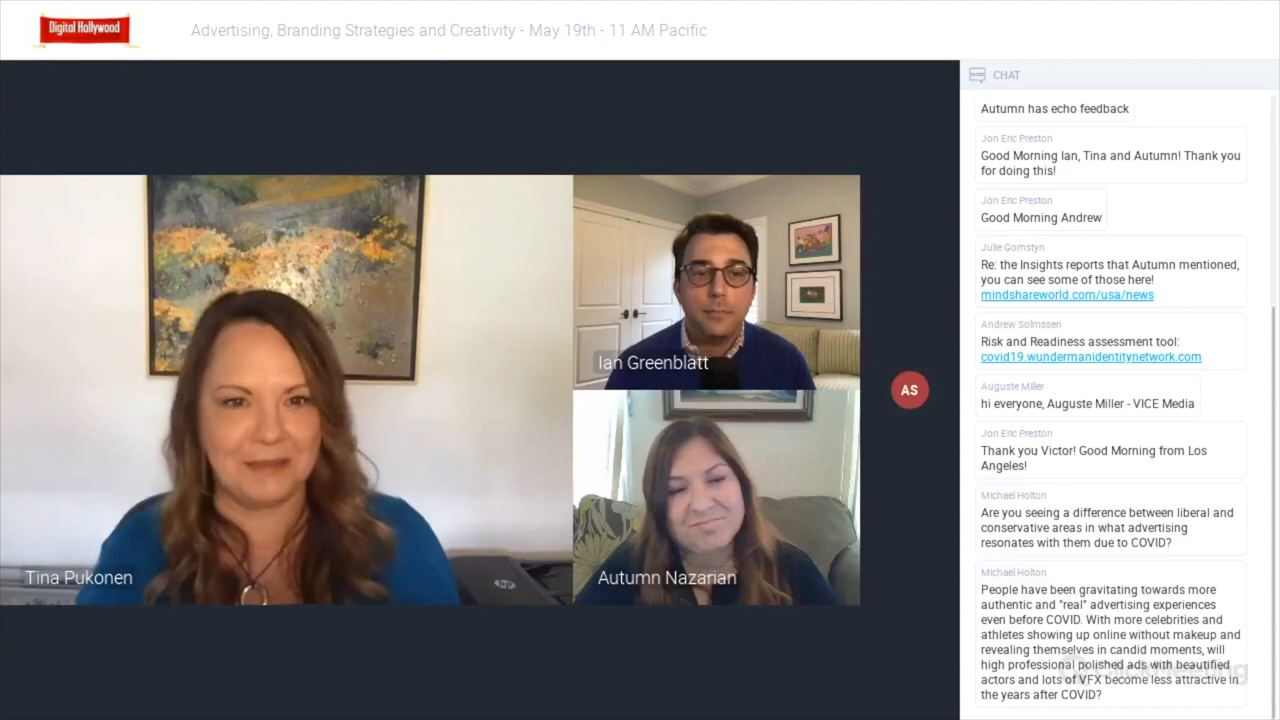 Digital Hollywood
Advertising, Branding Strategies and Creativity - May 19th - 11 AM Pacific
CHAT
Autumn has echo feedback
Jon Eric Preston
Good Morning Ian, Tina and Autumn! Thank you
for doing this!
Jon Eric Preston
Good Morning Andrew
Julie Gomstyn
Re: the Insights reports that Autumn mentioned,
you can see some of those here!
mindshareworld.com/usa/news
Andrew Solmssen
Risk and Readiness assessment tool:
covid19.wundermanidentitynetwork.com
Auguste Miller
hi everyone, Auguste Miller - VICE Media
Jon Eric Preston
Thank you Victor! Good Morning from Los
Angeles!
Michael Holton
Are you seeing a difference between liberal and
conservative areas in what advertising
resonates with them due to COVID?
Michael Holton
People have been gravitating towards more
authentic and "real" advertising experiences
even before COVID. With more celebrities and
athletes showing up online without makeup and
revealing themselves in candid moments, will
high professional polished ads with beautified
actors and lots of VFX become less attractive in
the years after COVID?
Ian Greenblatt
Tina Pukonen
Autumn Nazarian
AS
hp